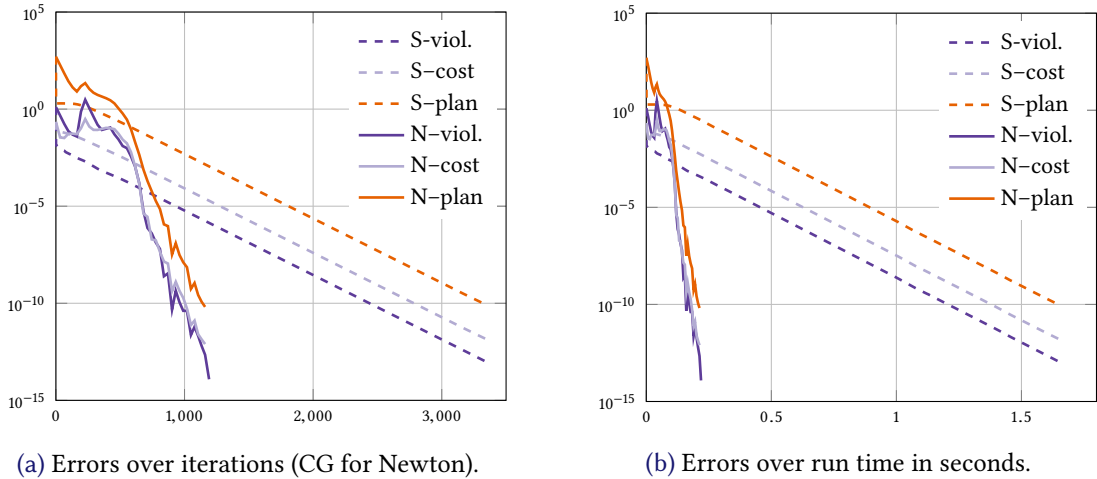 10^5
10^0
10^−5
10^−10
10^−15
0
1,000
2,000
3,000
S-viol.
S–cost
S–plan
N–viol.
N–cost
N–plan
(a) Errors over iterations (CG for Newton).
10^5
10^0
10^−5
10^−10
10^−15
0
0.5
1
1.5
S-viol.
S–cost
S–plan
N–viol.
N–cost
N–plan
(b) Errors over run time in seconds.